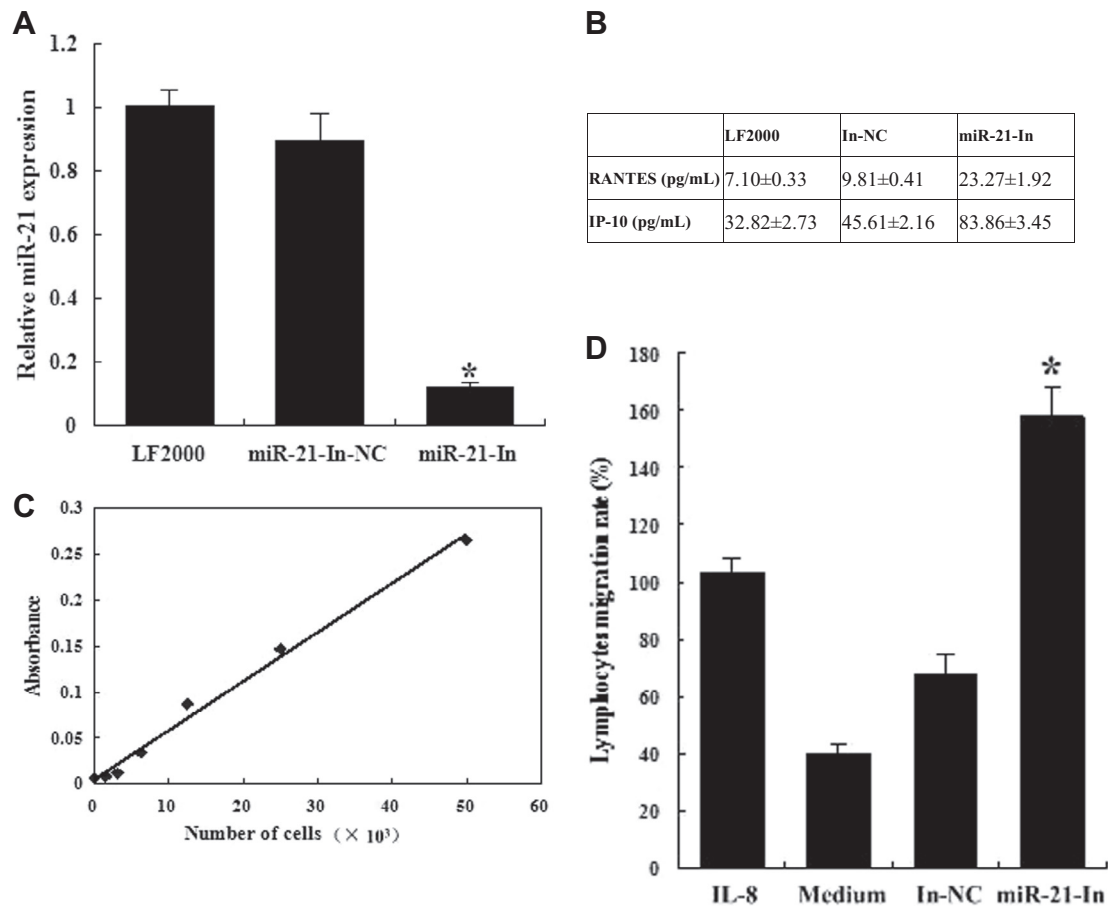 A
1.2
1
0.8
0.6
0.4
0.2
0
Relative miR-21 expression
*
LF2000 miR-21-In-NC miR-21-In
B
LF2000 In-NC miR-21-In
RANTES (pg/mL) 7.10±0.33 9.81±0.41 23.27±1.92
IP-10 (pg/mL) 32.82±2.73 45.61±2.16 83.86±3.45
C
0.3
0.25
0.2
0.15
0.1
0.05
0
Absorbance
0 10 20 30 40 50 60
Number of cells (× 10³)
D
180
160
140
120
100
80
60
40
20
0
Lymphocytes migration rate (%)
*
IL-8 Medium In-NC miR-21-In